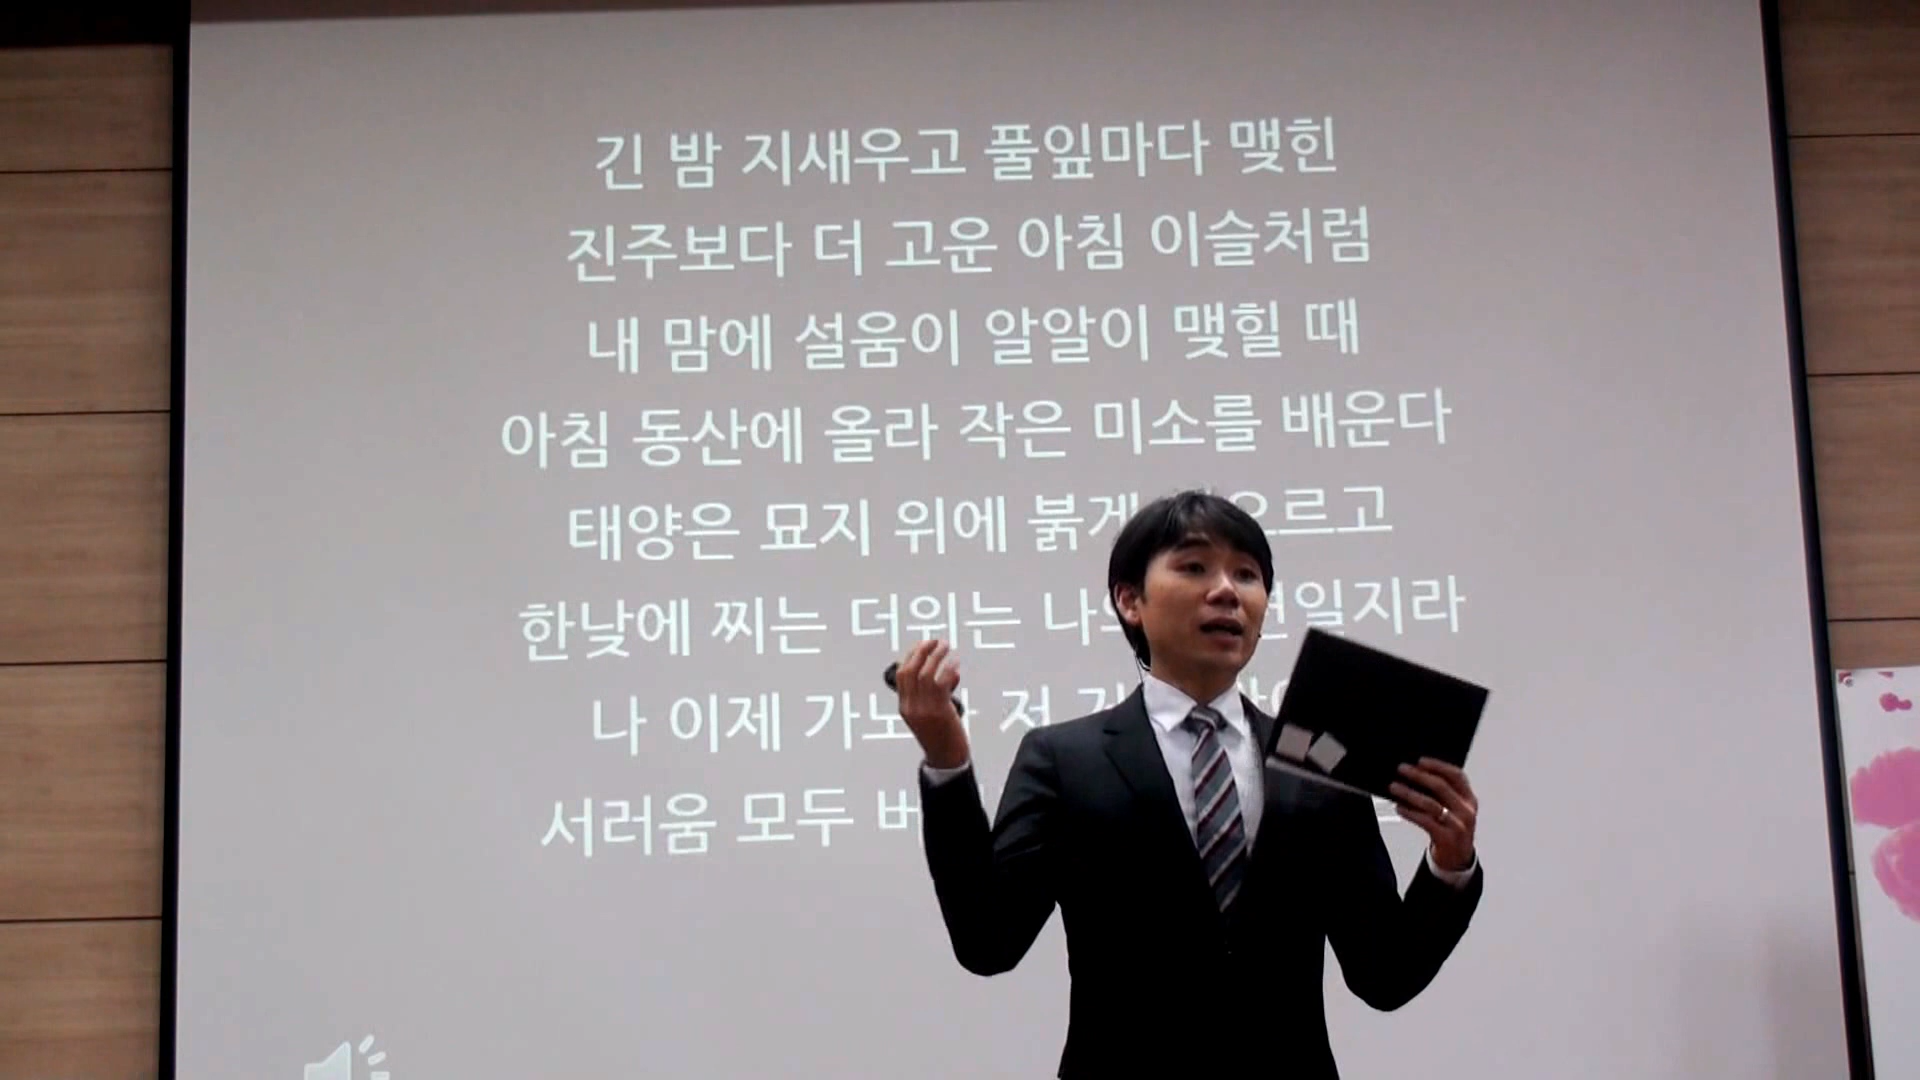 긴 밤 지새우고 풀잎마다 맺힌
진주보다 더 고운 아침 이슬처럼
내 맘에 설움이 알알이 맺힐 때
아침 동산에 올라 작은 미소를 배운다
태양은 묘지 위에 붉게
한낮에 찌는 더위는
나 이제 저
서러움 모두